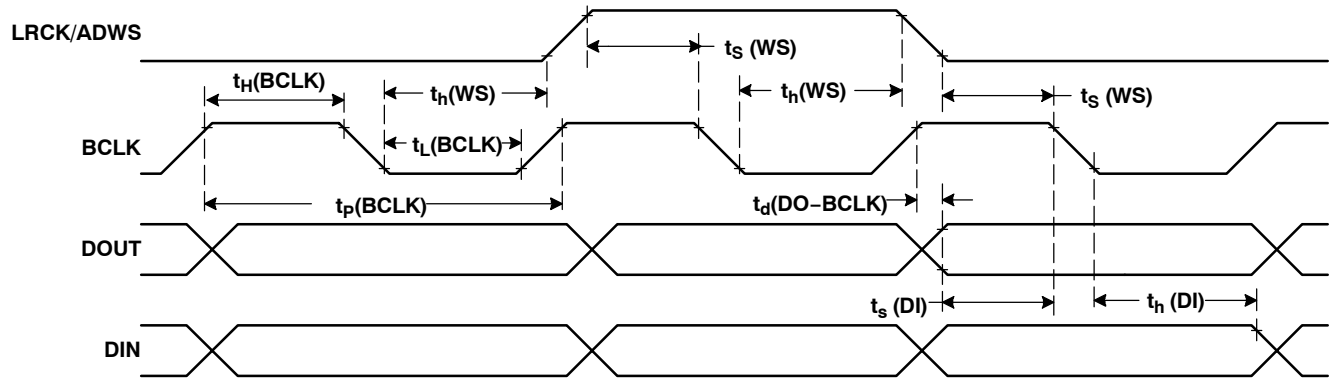 LRCK/ADWS
tS (WS)
tH(BCLK)
th(WS)
th(WS)
tS (WS)
BCLK
tL(BCLK)
tP(BCLK)
td(DO−BCLK)
DOUT
ts (DI)
th (DI)
DIN